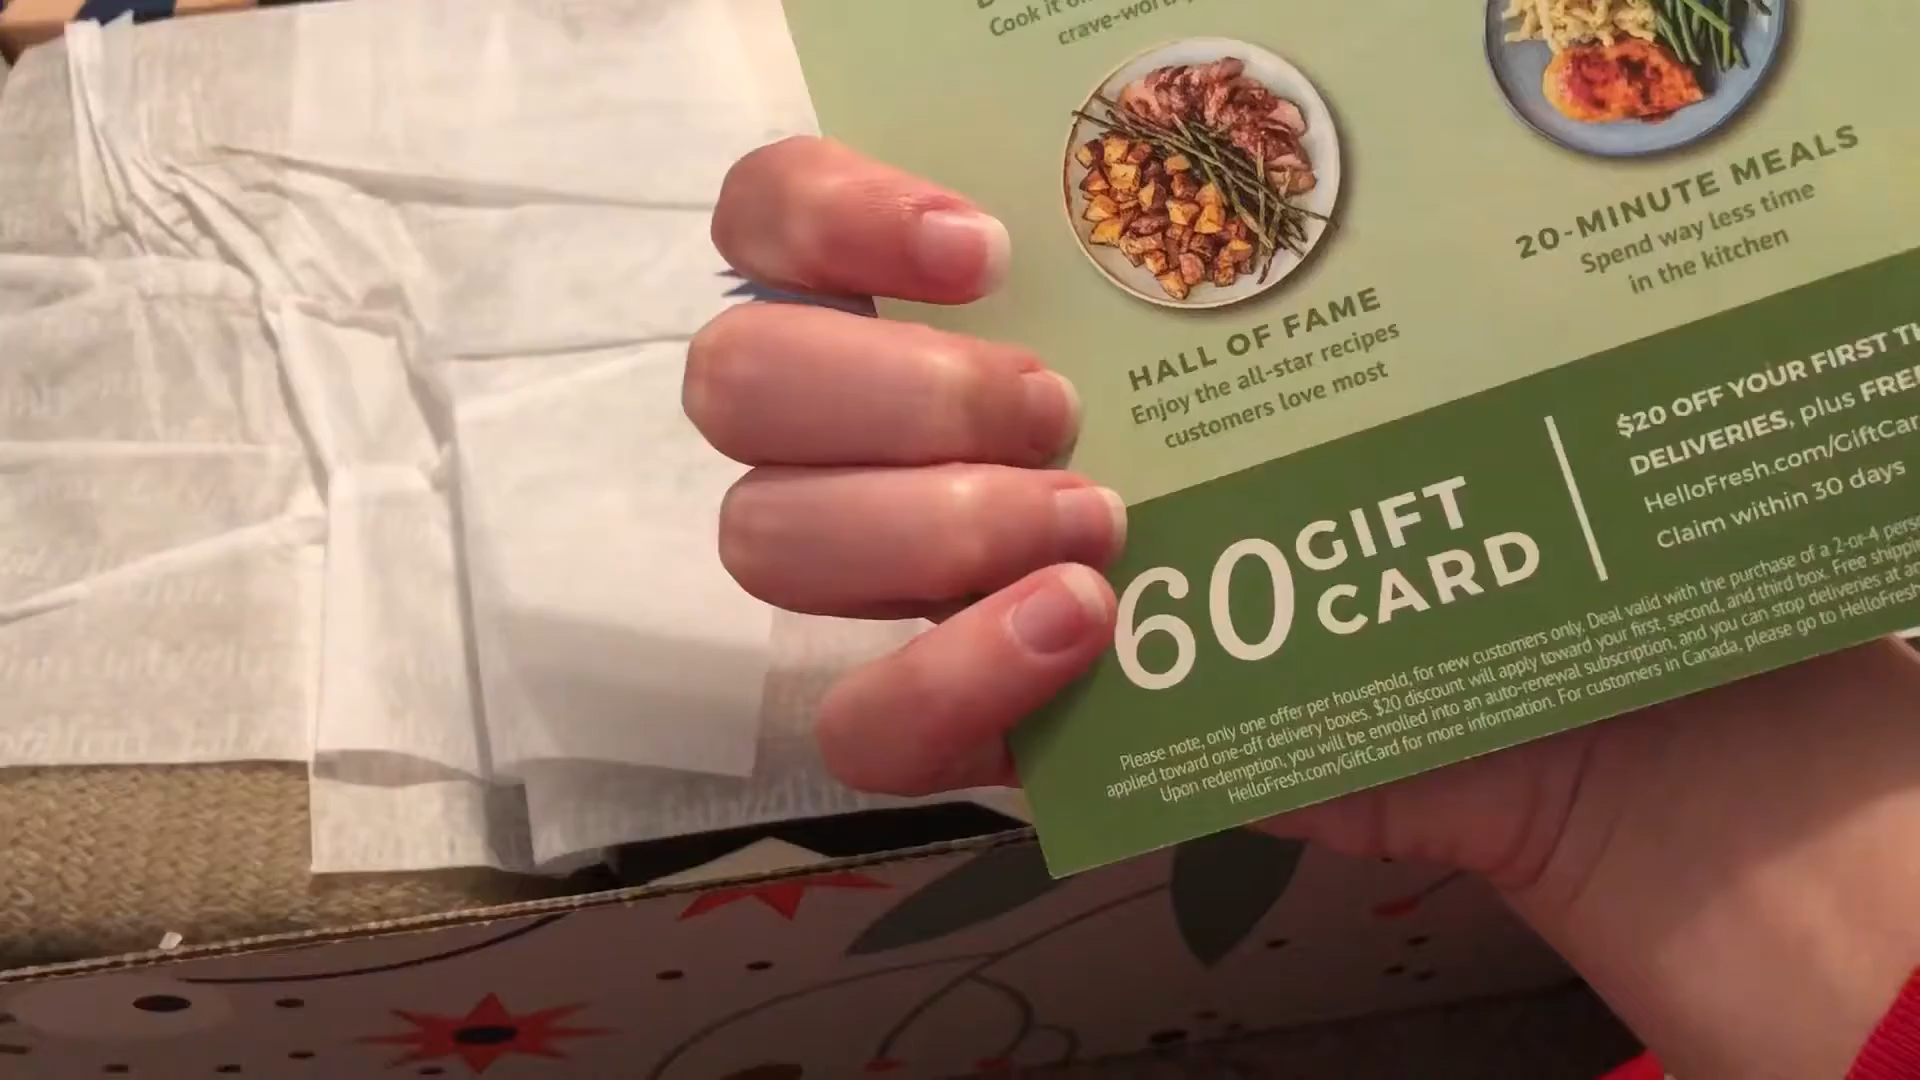 Cook it
HALL OF FAME
Enjoy the all-star recipes
customers love most
20-MINUTE MEALS
Spend way less time
in the kitchen
60 GIFT
CARD
$20 OFF YOUR FIRST
DELIVERIES, plus FREE
HelloFresh.com/GiftCar
Claim within 30 days
Please note, only one offer per household, for new customers only. Deal valid with the purchase of a 2-or-4
applied toward one-off delivery boxes. $20 discount will apply toward your first, second, and third box. Free
Upon redemption, you will be enrolled into an auto-renewal subscription, and you can stop deliveries at
HelloFresh.com/GiftCard for more information. For customers in Canada, please go to HelloFresh